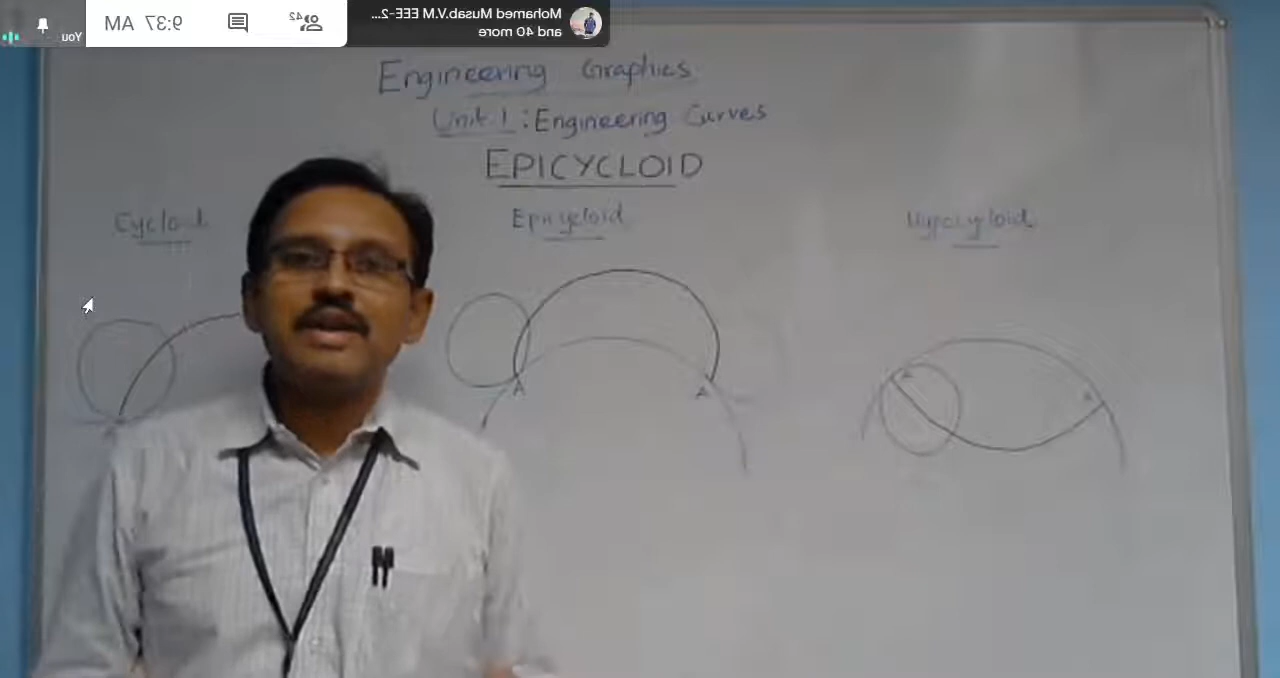 You
9:37 AM
42
Mohamed Musab.V.M EEE-2...
and 40 more
Engineering Graphics
Unit.1 : Engineering Curves
EPICYCLOID
Cycloid
Epicycloid
Hypocycloid
A
A
A